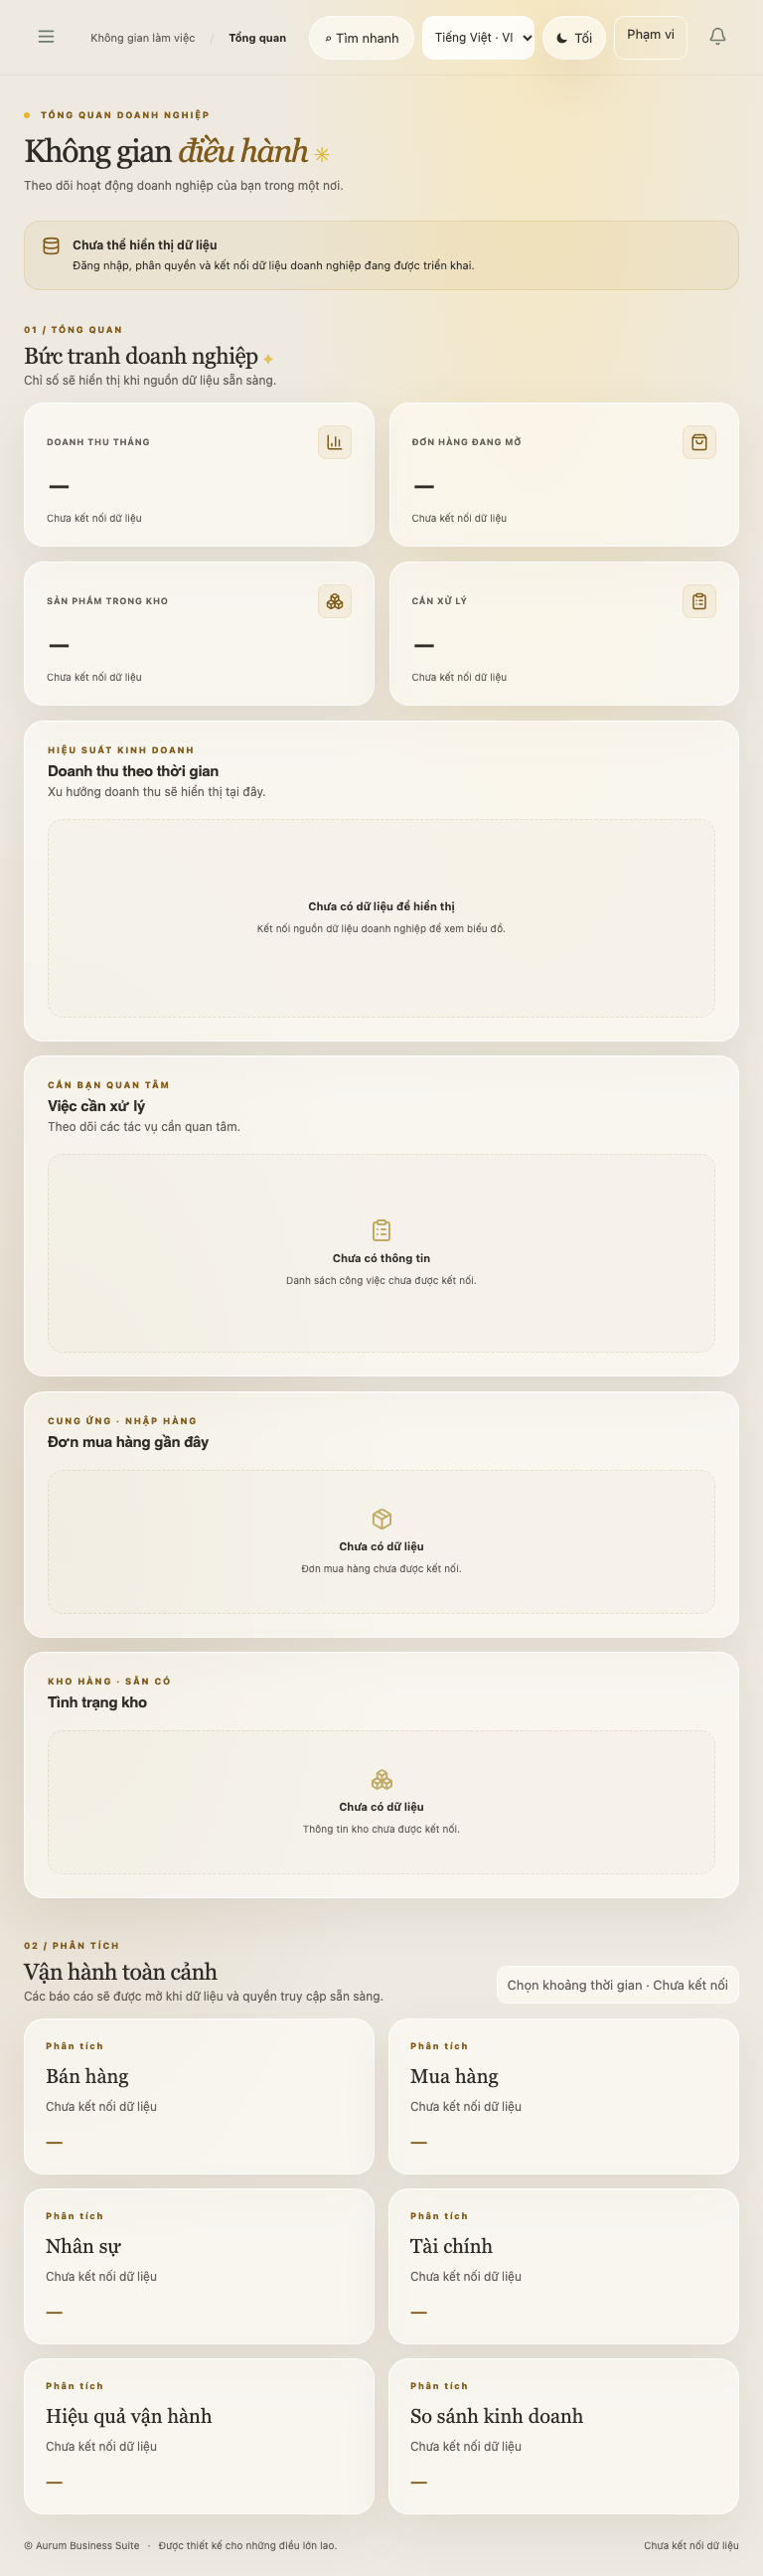 Không gian làm việc / Tổng quan
Tìm nhanh
Tiếng Việt · VI
Tối
Phạm vi
TỔNG QUAN DOANH NGHIỆP
Không gian điều hành
Theo dõi hoạt động doanh nghiệp của bạn trong một nơi.
Chưa thể hiển thị dữ liệu
Đăng nhập, phân quyền và kết nối dữ liệu doanh nghiệp đang được triển khai.
01 / TỔNG QUAN
Bức tranh doanh nghiệp
Chỉ số sẽ hiển thị khi nguồn dữ liệu sẵn sàng.
DOANH THU THÁNG
—
Chưa kết nối dữ liệu
ĐƠN HÀNG ĐANG MỞ
—
Chưa kết nối dữ liệu
SẢN PHẨM TRONG KHO
—
Chưa kết nối dữ liệu
CẦN XỬ LÝ
—
Chưa kết nối dữ liệu
HIỆU SUẤT KINH DOANH
Doanh thu theo thời gian
Xu hướng doanh thu sẽ hiển thị tại đây.
Chưa có dữ liệu để hiển thị
Kết nối nguồn dữ liệu doanh nghiệp để xem biểu đồ.
CẦN BẠN QUAN TÂM
Việc cần xử lý
Theo dõi các tác vụ cần quan tâm.
Chưa có thông tin
Danh sách công việc chưa được kết nối.
CUNG ỨNG · NHẬP HÀNG
Đơn mua hàng gần đây
Chưa có dữ liệu
Đơn mua hàng chưa được kết nối.
KHO HÀNG · SẴN CÓ
Tình trạng kho
Chưa có dữ liệu
Thông tin kho chưa được kết nối.
02 / PHÂN TÍCH
Vận hành toàn cảnh
Các báo cáo sẽ được mở khi dữ liệu và quyền truy cập sẵn sàng.
Chọn khoảng thời gian · Chưa kết nối
Phân tích
Bán hàng
Chưa kết nối dữ liệu
—
Phân tích
Mua hàng
Chưa kết nối dữ liệu
—
Phân tích
Nhân sự
Chưa kết nối dữ liệu
—
Phân tích
Tài chính
Chưa kết nối dữ liệu
—
Phân tích
Hiệu quả vận hành
Chưa kết nối dữ liệu
—
Phân tích
So sánh kinh doanh
Chưa kết nối dữ liệu
—
© Aurum Business Suite · Được thiết kế cho những điều lớn lao.
Chưa kết nối dữ liệu